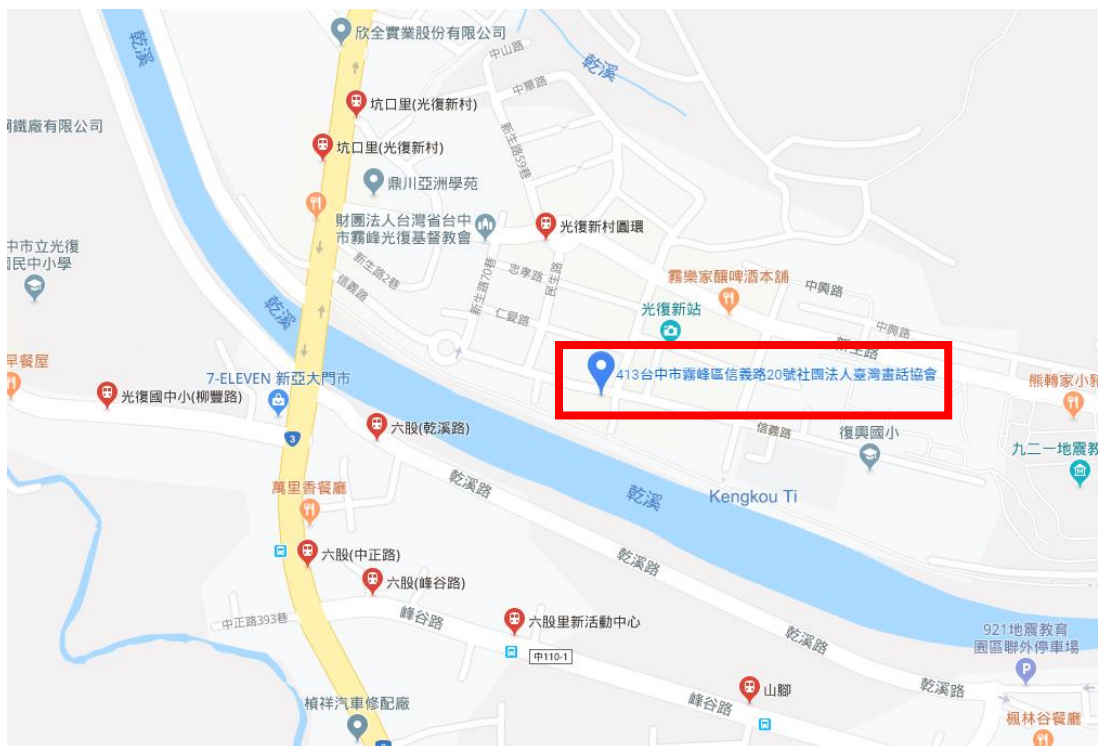 欣全實業股份有限公司
中山路
乾溪
乾溪
中華路
坑口里(光復新村)
鐵廠有限公司
坑口里(光復新村)
新生路59巷
鼎川亞洲學苑
財團法人台灣省台中
市霧峰光復基督教會
光復新村圓環
中市立光復
國民中小學
新生路2巷
新生路70巷
忠孝路
民生路
霧樂家釀啤酒本舖
中興路
信義路
光復新站
仁愛路
中興路
新生路
乾溪
早餐屋
7-ELEVEN 新亞大門市
413台中市霧峰區信義路20號社團法人臺灣畫話協會
熊轉家小豬
光復國中小(柳豐路)
六股(乾溪路)
信義路
復興國小
3
九二一地震教
萬里香餐廳
乾溪路
乾溪
Kengkou Ti
六股(中正路)
乾溪路
六股(峰谷路)
中正路393巷
峰谷路
六股里新活動中心
中110-1
乾溪路
921地震教育
園區聯外停車場
P
山腳
乾溪路
峰谷路
楨祥汽車修配廠
楓林谷餐廳